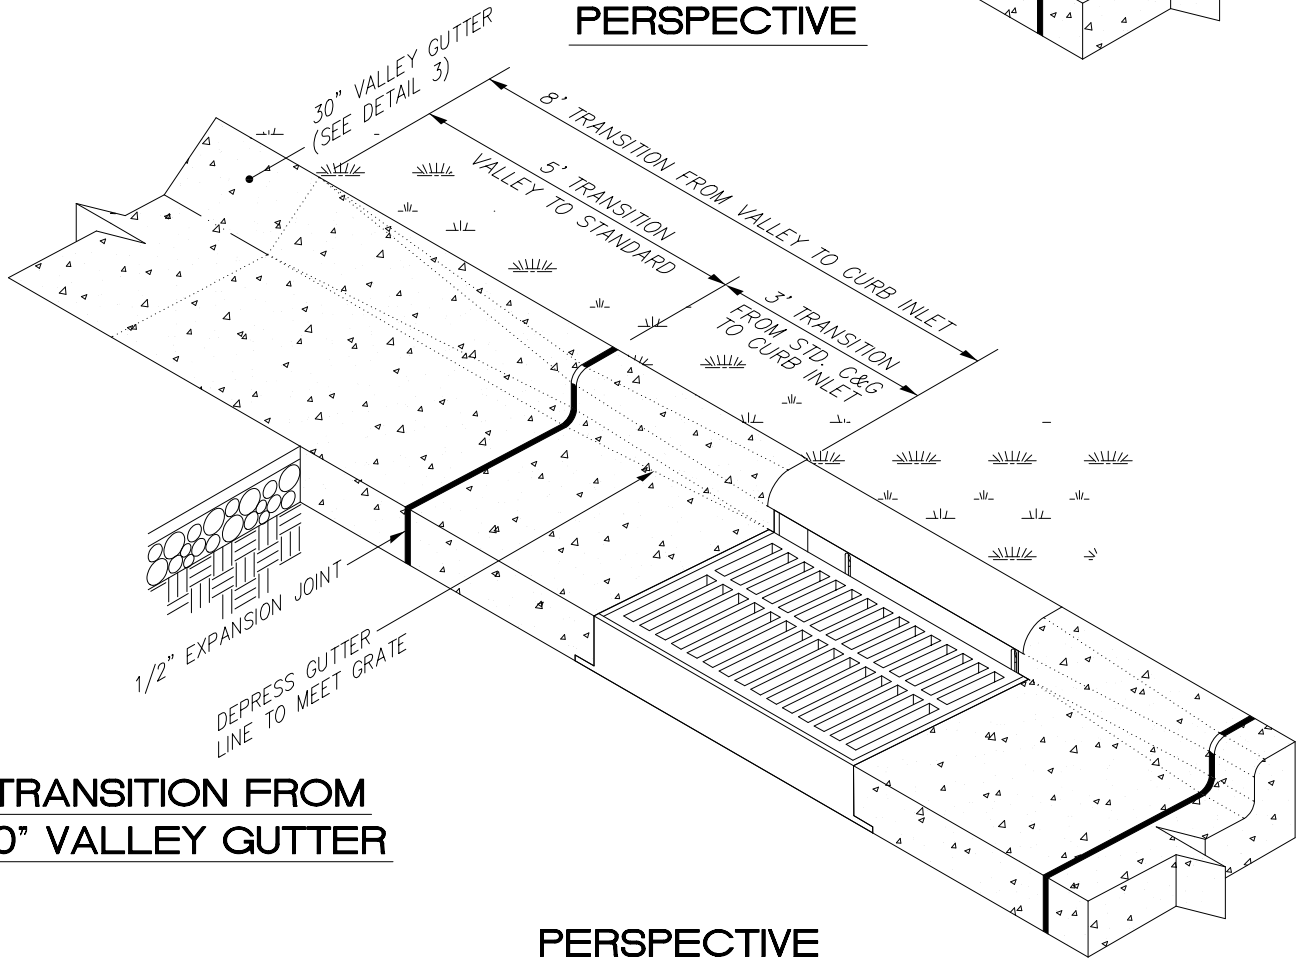 PERSPECTIVE
30" VALLEY GUTTER
(SEE DETAIL 3)
8' TRANSITION FROM VALLEY TO CURB INLET
5' TRANSITION
VALLEY TO STANDARD
3' TRANSITION
FROM STD. C&G
TO CURB INLET
1/2" EXPANSION JOINT
DEPRESS GUTTER
LINE TO MEET GRATE
TRANSITION FROM
0" VALLEY GUTTER
PERSPECTIVE